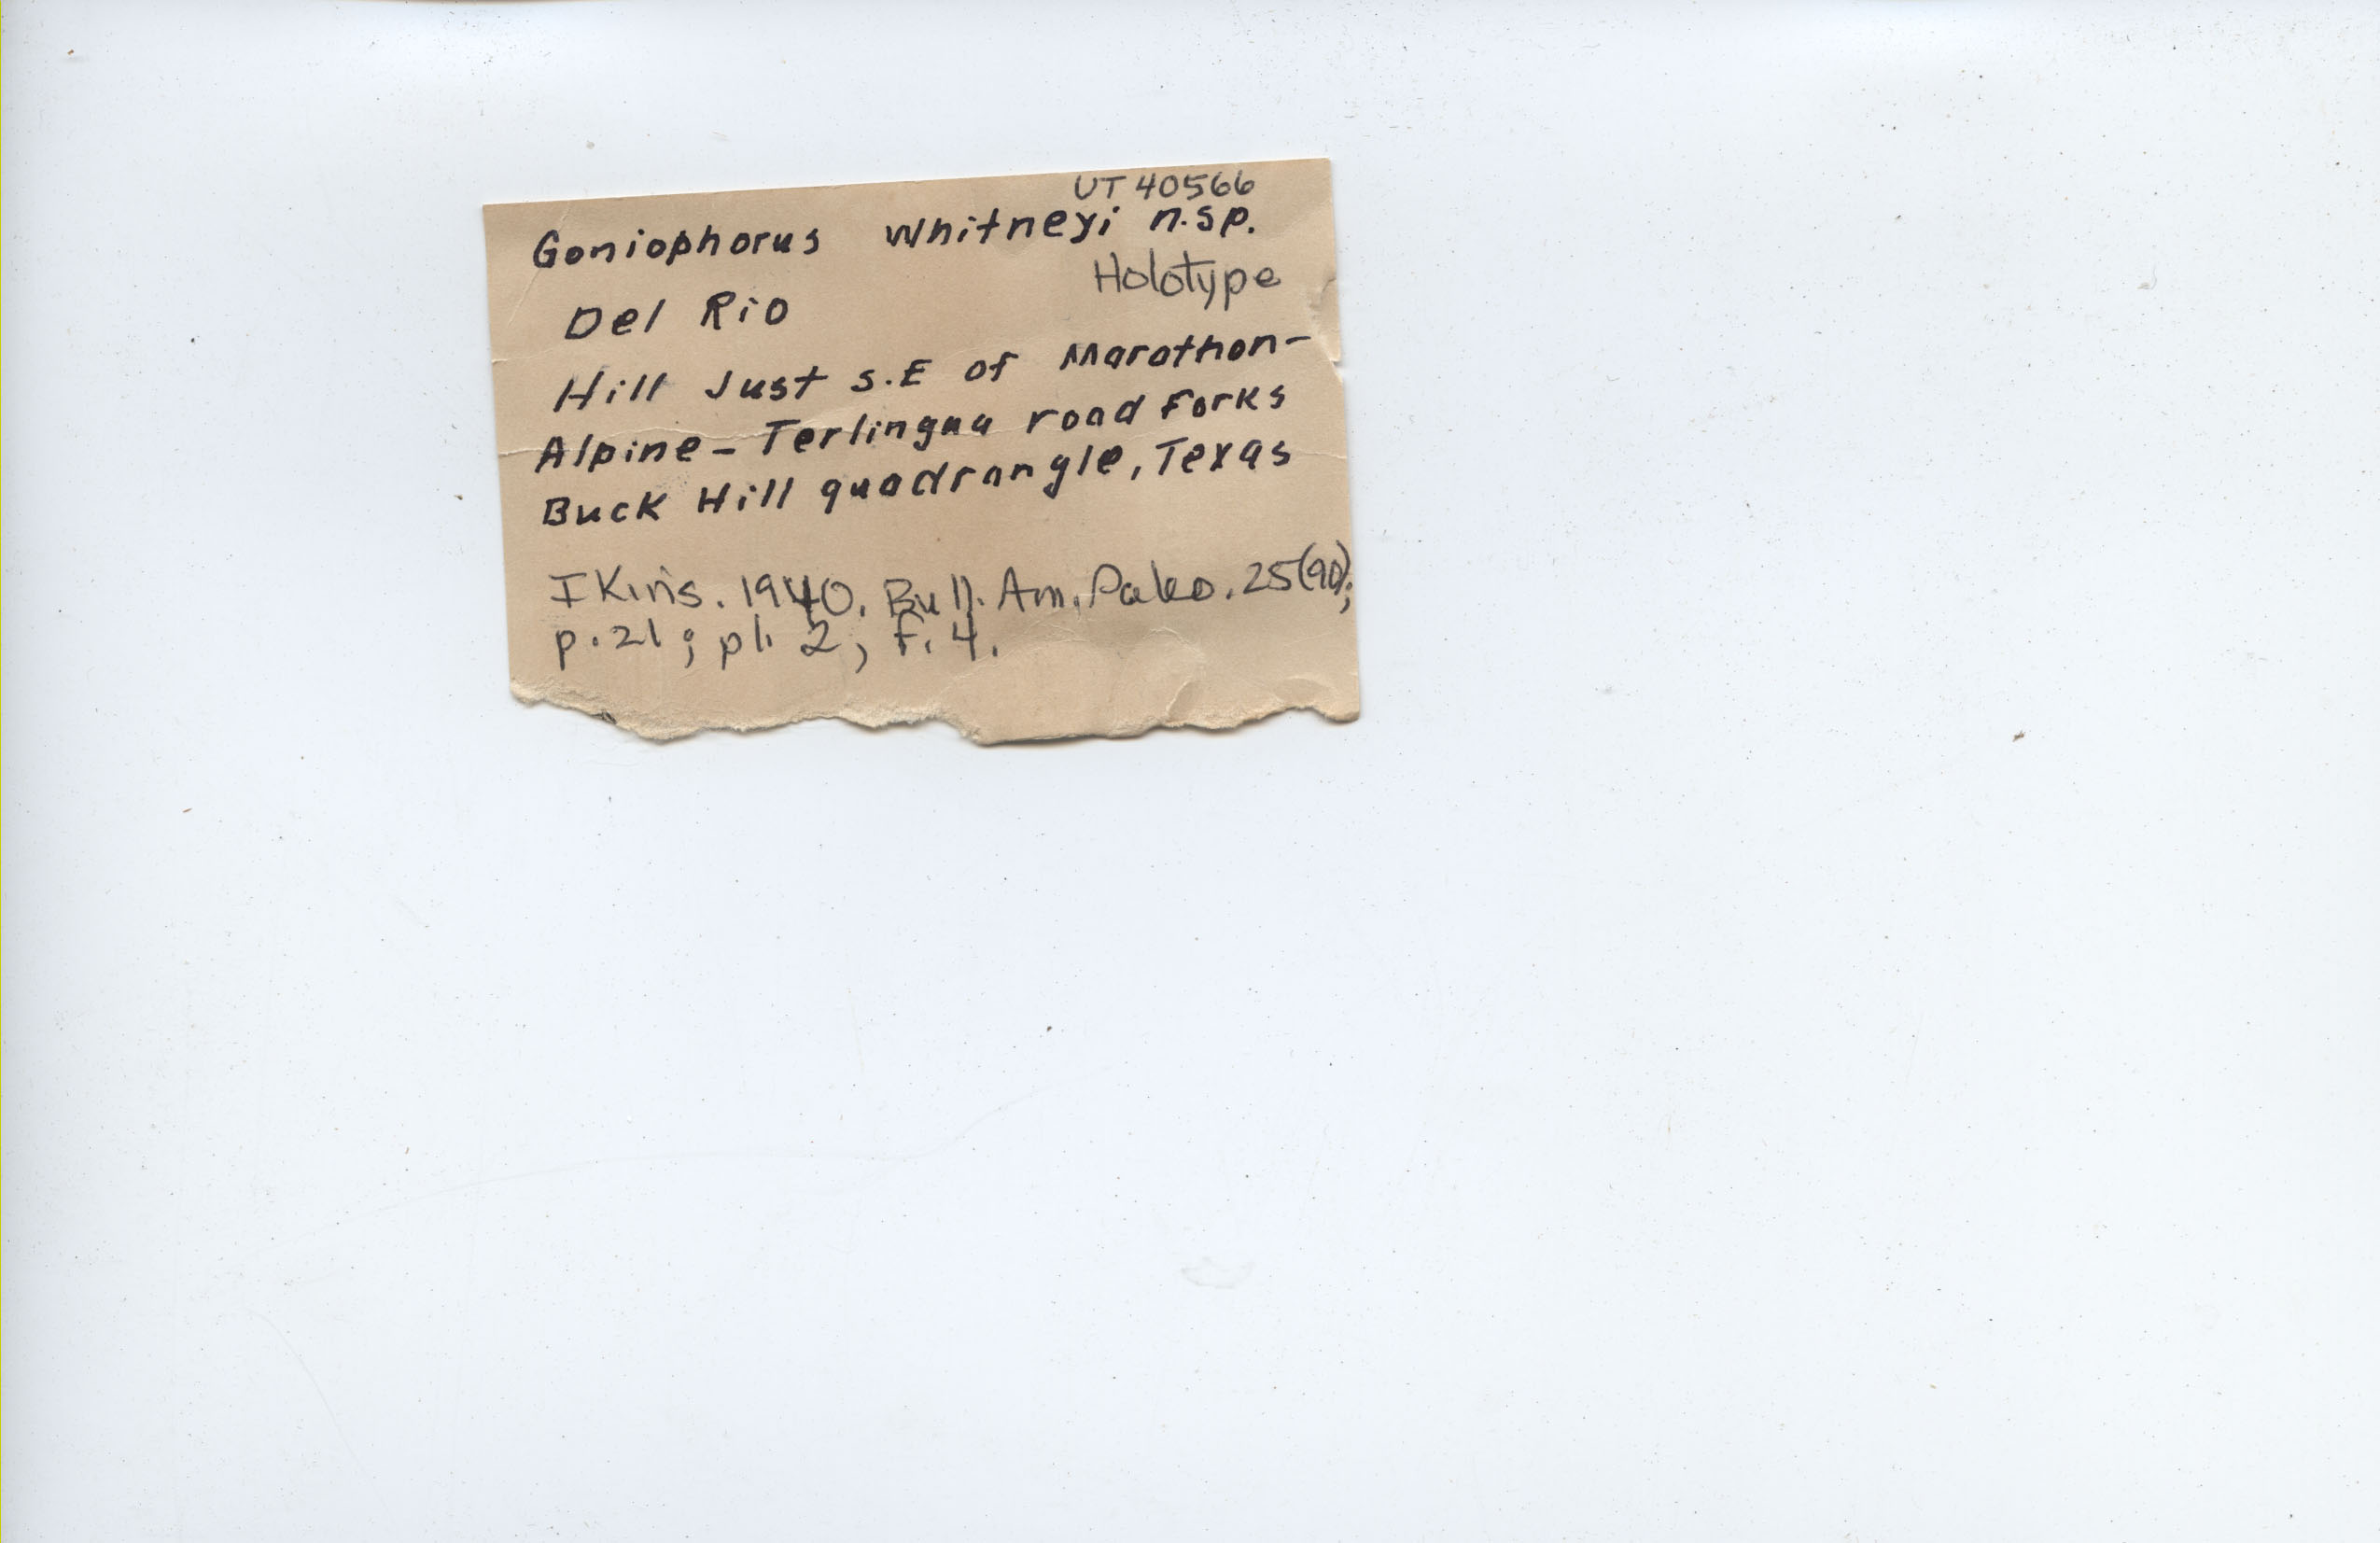 UT 40566
Goniophorus Whitneyi n.sp.
Holotype
Del Rio
Hill Just S.E of Marathon-
Alpine - Terlingua road Forks
Buck Hill quadrangle, Texas
Ikins. 1940. Bull. Am. Paleo. 25(90);
p. 21; pl. 2, f. 4.